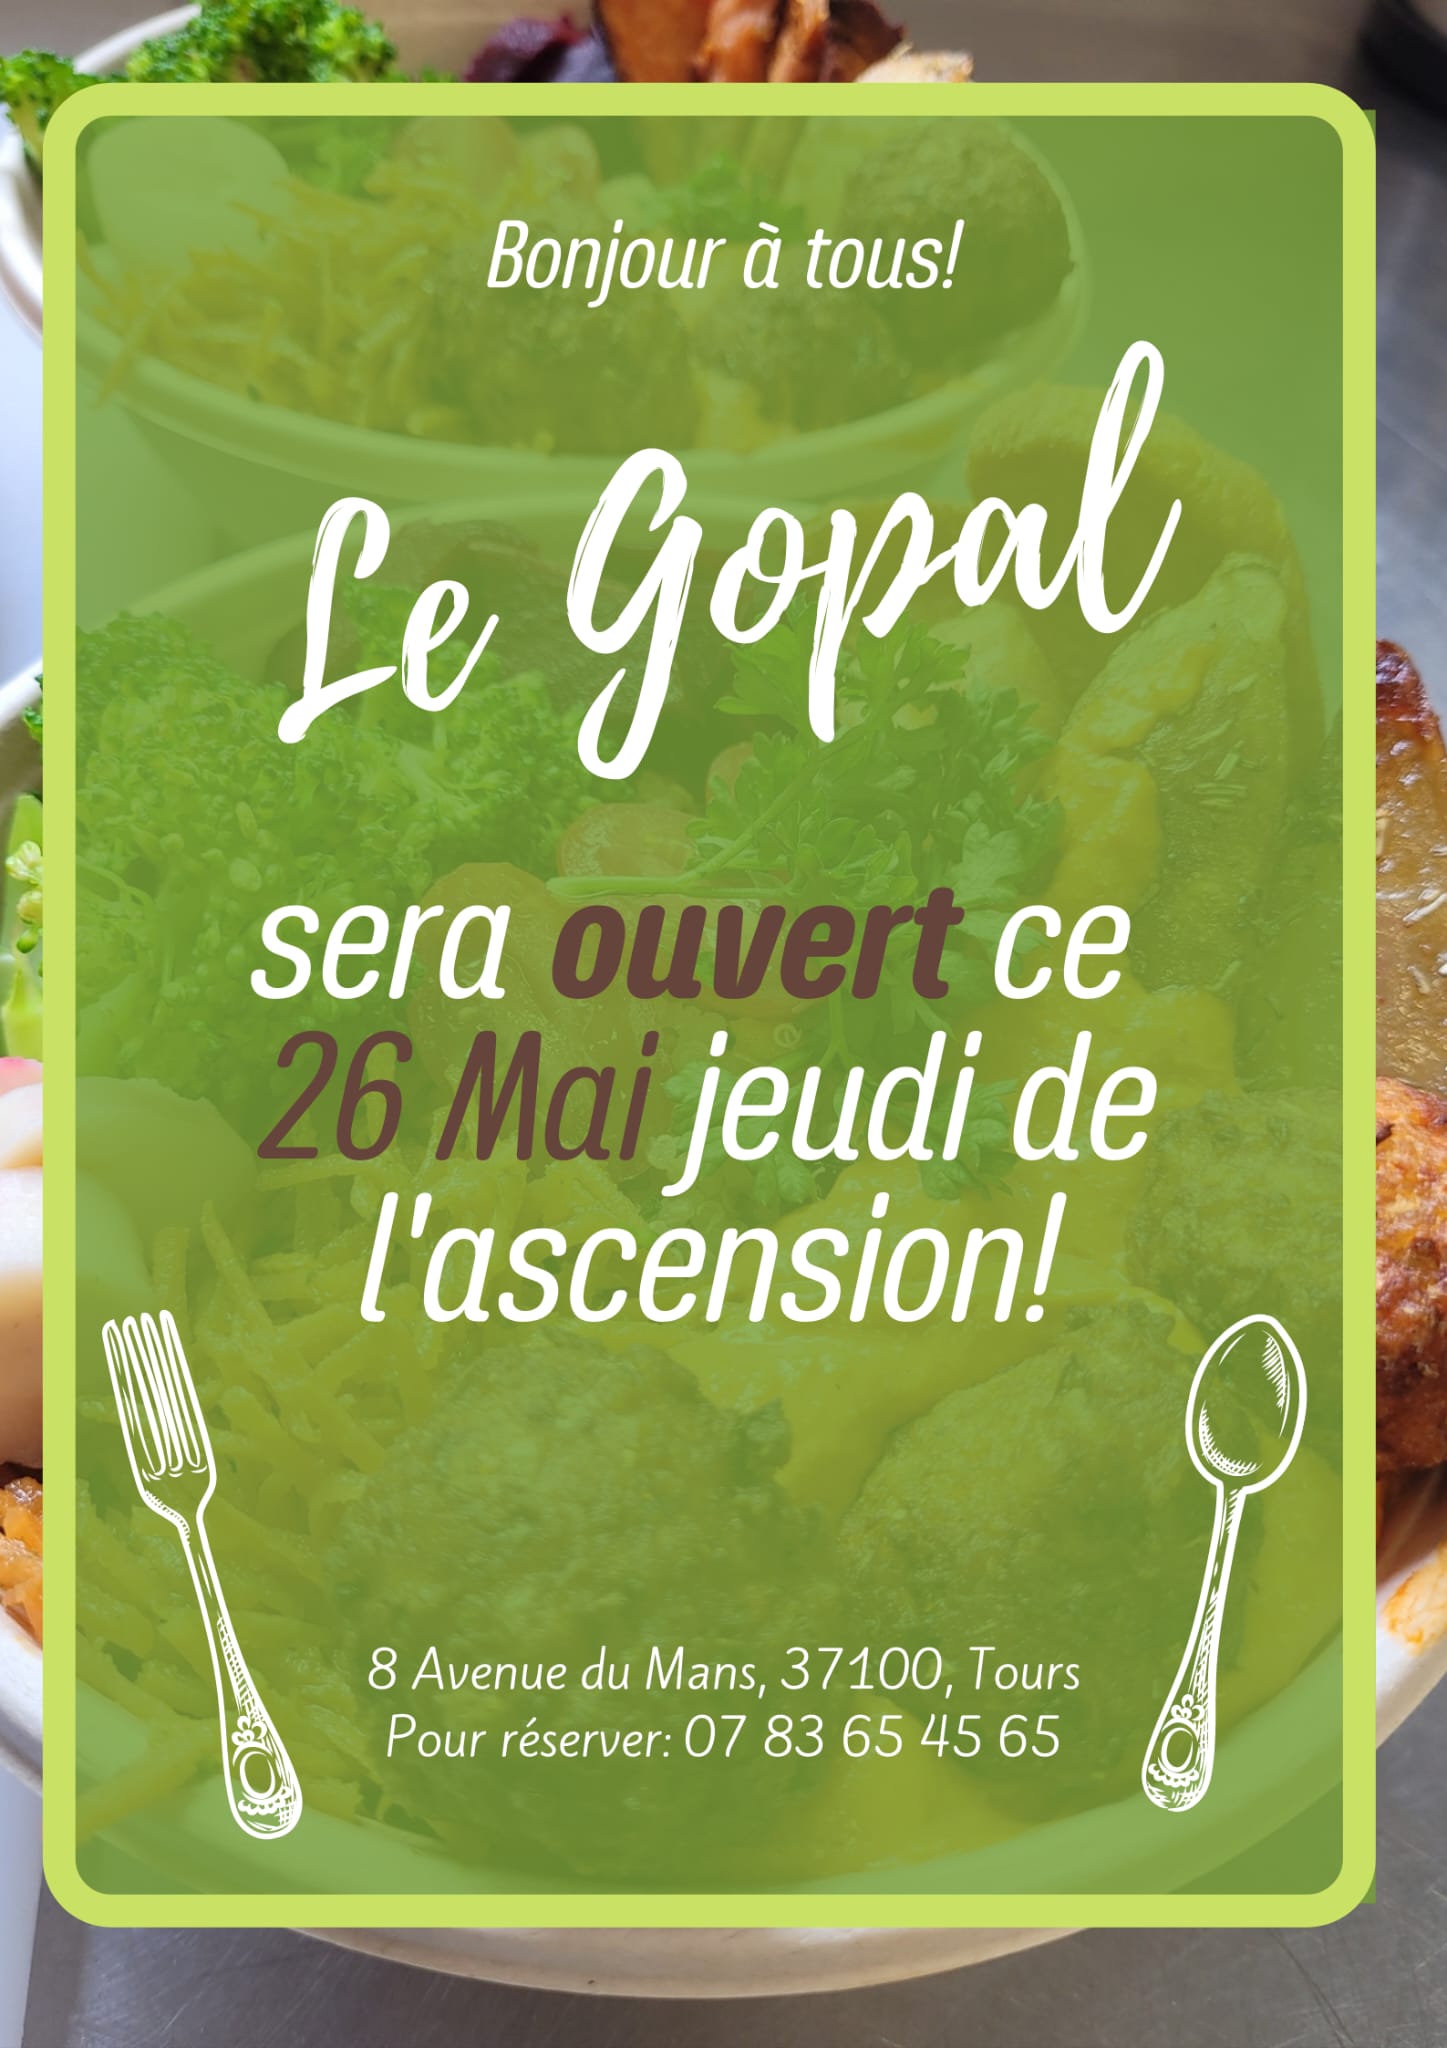 Bonjour à tous!
Le Gopal
sera ouvert ce
26 Mai jeudi de
l'ascension!
8 Avenue du Mans, 37100, Tours
Pour réserver: 07 83 65 45 65